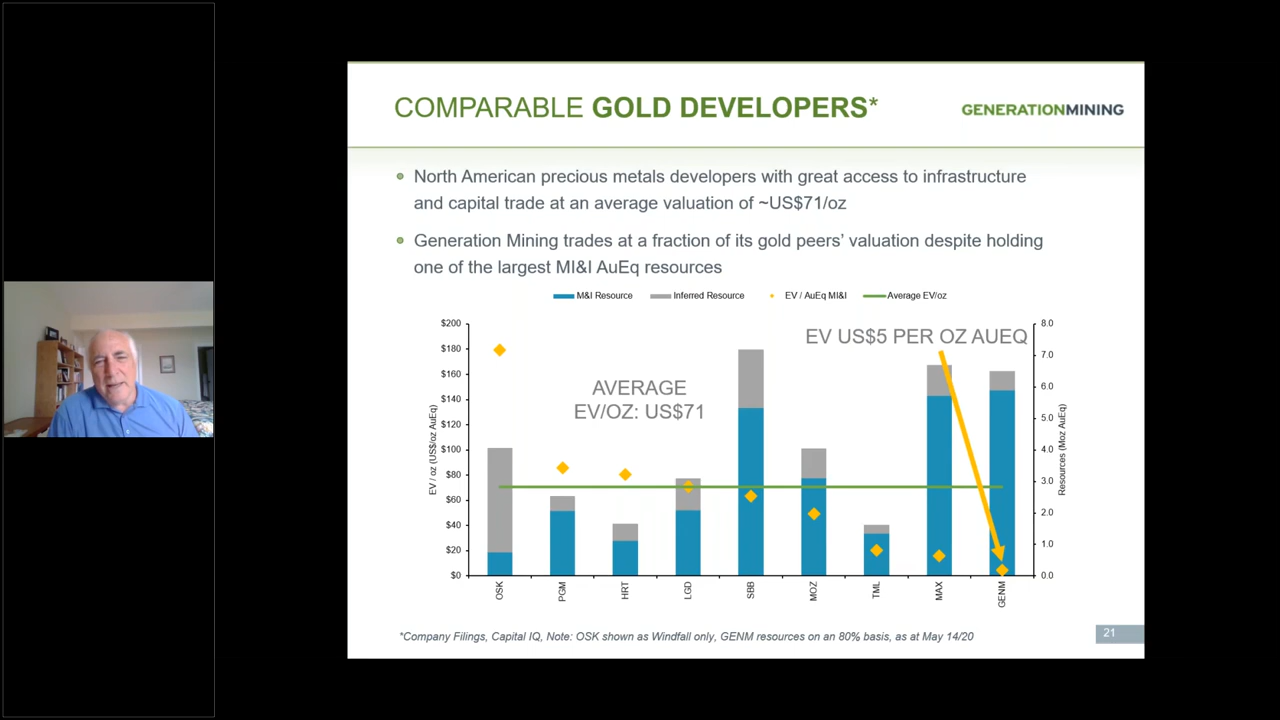 COMPARABLE GOLD DEVELOPERS*
GENERATIONMINING
North American precious metals developers with great access to infrastructure
and capital trade at an average valuation of ~US$71/oz
Generation Mining trades at a fraction of its gold peers' valuation despite holding
one of the largest MI&I AuEq resources
M&I Resource
Inferred Resource
EV / AuEq MI&I
Average EV/oz
EV / oz (US$/oz AuEq)
$200
$180
$160
$140
$120
$100
$80
$60
$40
$20
$0
AVERAGE
EV/OZ: US$71
EV US$5 PER OZ AUEQ
8.0
7.0
6.0
5.0
4.0
3.0
2.0
1.0
0.0
Resources (Moz AuEq)
OSK
PGM
HRT
LGD
SBB
MOZ
TML
MAX
GENM
*Company Filings, Capital IQ, Note: OSK shown as Windfall only, GENM resources on an 80% basis, as at May 14/20
21